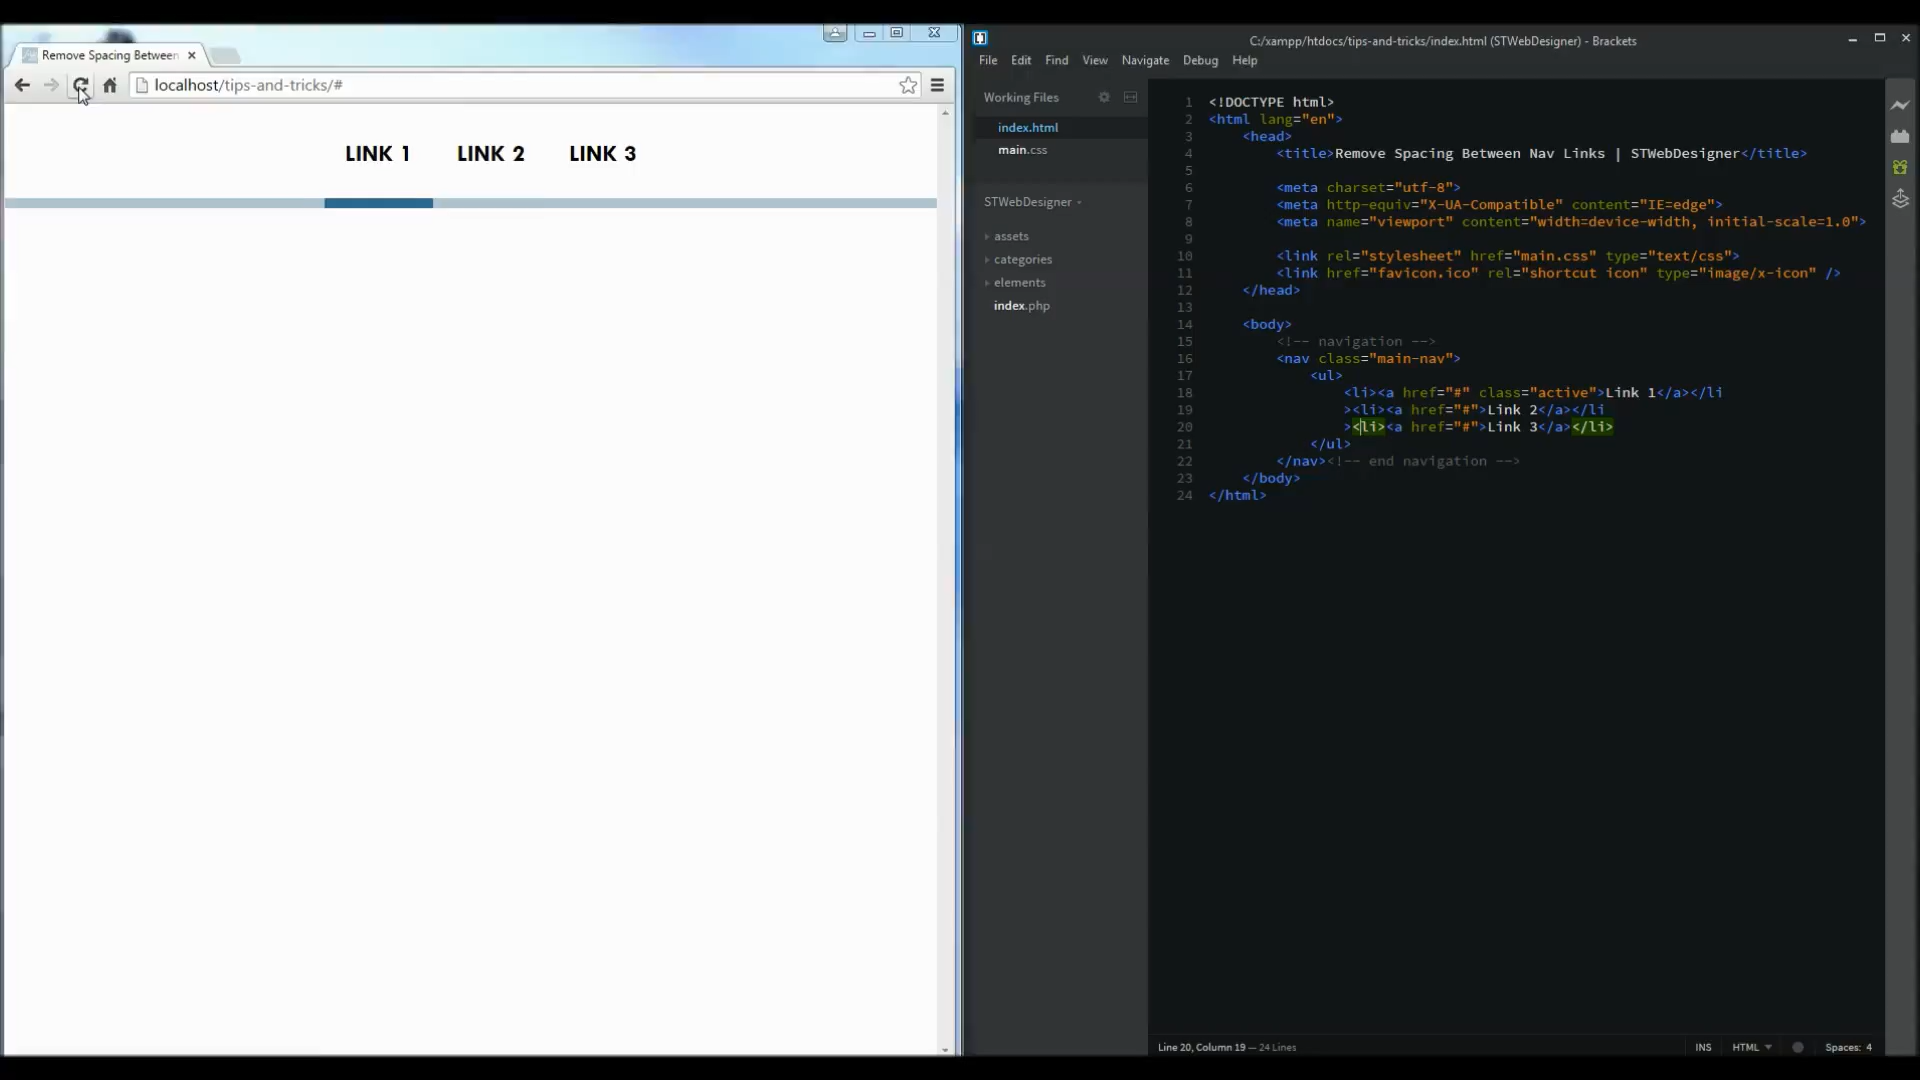 Remove Spacing Between
localhost/tips-and-tricks/#
LINK 1 LINK 2 LINK 3
C:/xampp/htdocs/tips-and-tricks/index.html (STWebDesigner) - Brackets
File Edit Find View Navigate Debug Help
Working Files
index.html
main.css
STWebDesigner
assets
categories
elements
index.php
1 <!DOCTYPE html>
2 <html lang="en">
3 <head>
4 <title>Remove Spacing Between Nav Links | STWebDesigner</title>
5
6 <meta charset="utf-8">
7 <meta http-equiv="X-UA-Compatible" content="IE=edge">
8 <meta name="viewport" content="width=device-width, initial-scale=1.0">
9
10 <link rel="stylesheet" href="main.css" type="text/css">
11 <link href="favicon.ico" rel="shortcut icon" type="image/x-icon" />
12 </head>
13
14 <body>
15 <!-- navigation -->
16 <nav class="main-nav">
17 <ul>
18 <li><a href="#" class="active">Link 1</a></li
19 ><li><a href="#">Link 2</a></li
20 ><li><a href="#">Link 3</a></li>
21 </ul>
22 </nav><!-- end navigation -->
23 </body>
24 </html>
Line 20, Column 19 — 24 Lines
INS HTML Spaces: 4